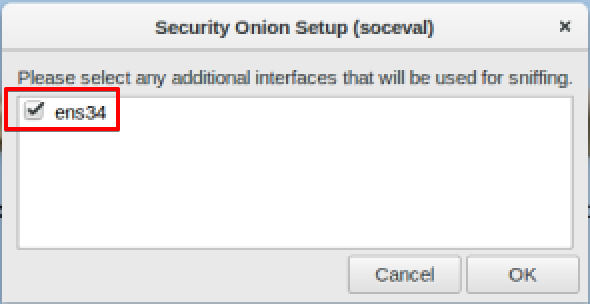 Security Onion Setup (soceval)
Please select any additional interfaces that will be used for sniffing.
ens34
Cancel
OK